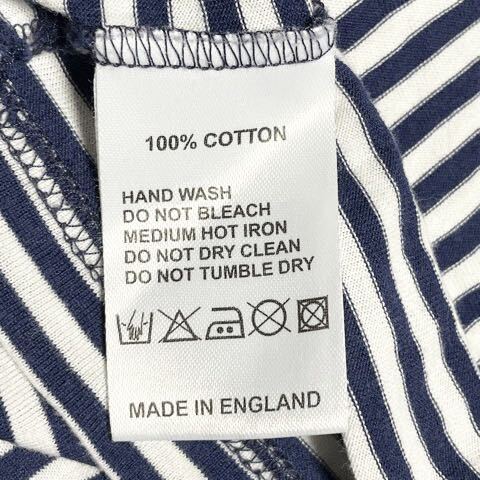 100% COTTON
HAND WASH
DO NOT BLEACH
MEDIUM HOT IRON
DO NOT DRY CLEAN
DO NOT TUMBLE DRY
MADE IN ENGLAND